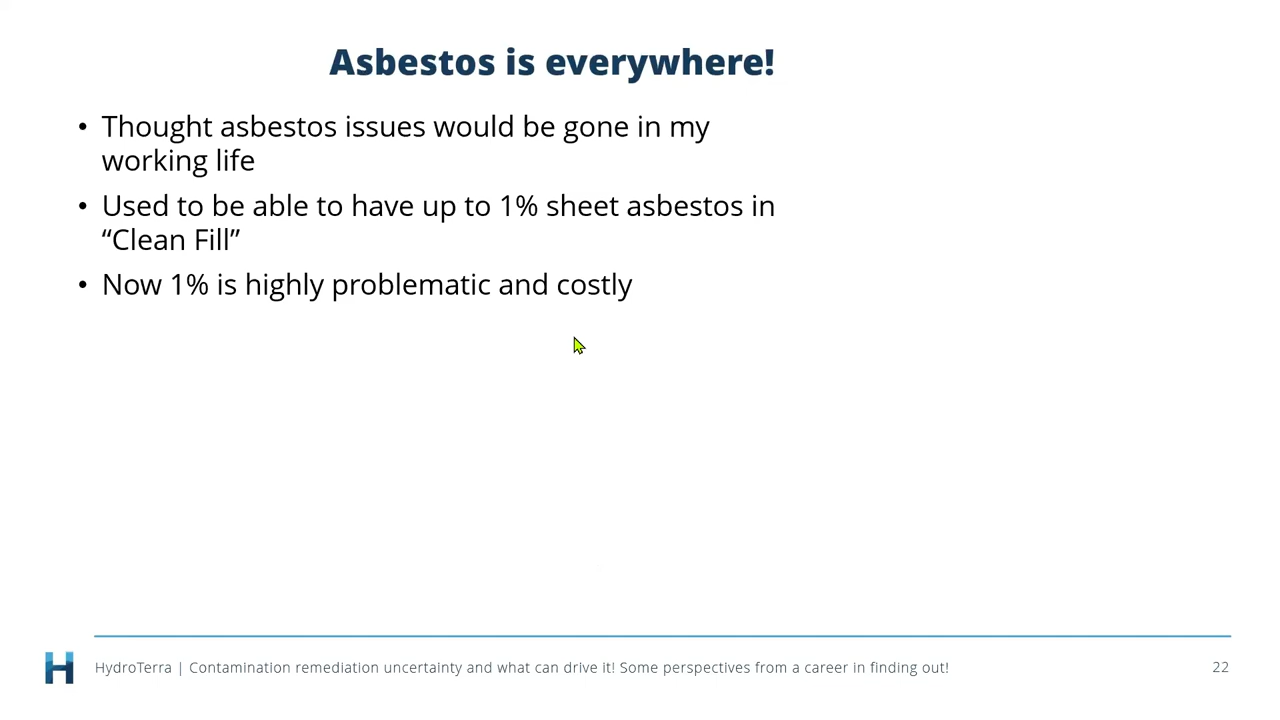 Asbestos is everywhere!
• Thought asbestos issues would be gone in my
working life
• Used to be able to have up to 1% sheet asbestos in
“Clean Fill”
• Now 1% is highly problematic and costly
HydroTerra | Contamination remediation uncertainty and what can drive it! Some perspectives from a career in finding out!
22